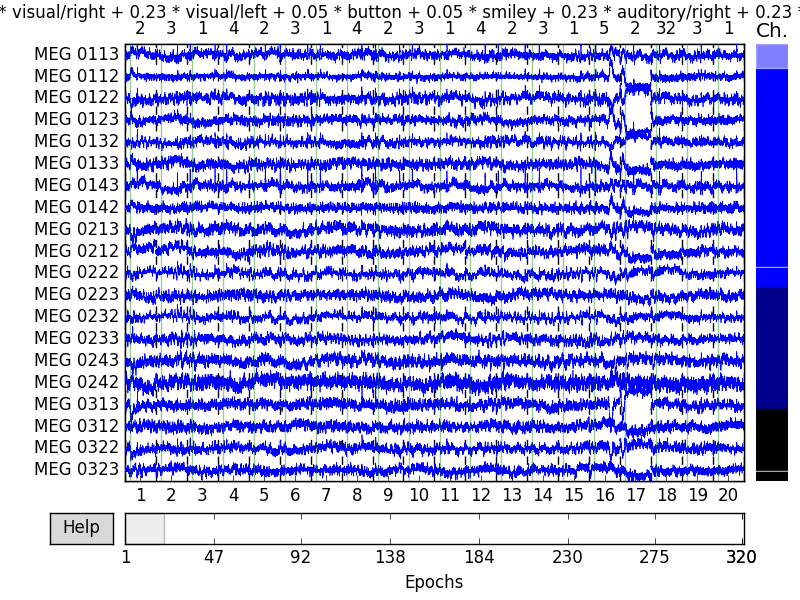 * visual/right + 0.23 * visual/left + 0.05 * button + 0.05 * smiley + 0.23 * auditory/right + 0.23 *
2 3 1 4 2 3 1 4 2 3 1 4 2 3 1 5 2 32 3 1
Ch.
MEG 0113
MEG 0112
MEG 0122
MEG 0123
MEG 0132
MEG 0133
MEG 0143
MEG 0142
MEG 0213
MEG 0212
MEG 0222
MEG 0223
MEG 0232
MEG 0233
MEG 0243
MEG 0242
MEG 0313
MEG 0312
MEG 0322
MEG 0323
1 2 3 4 5 6 7 8 9 10 11 12 13 14 15 16 17 18 19 20
Help
1 47 92 138 184 230 275 320
Epochs